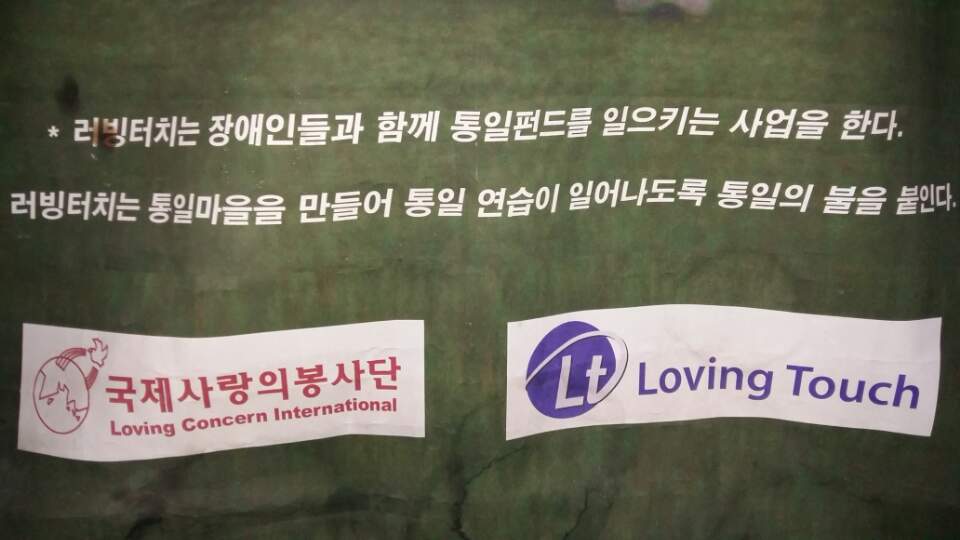 * 러빙터치는 장애인들과 함께 통일펀드를 일으키는 사업을 한다.
러빙터치는 통일마을을 만들어 통일 연습이 일어나도록 통일의 불을 붙인다.
국제사랑의봉사단
Loving Concern International
Lt Loving Touch